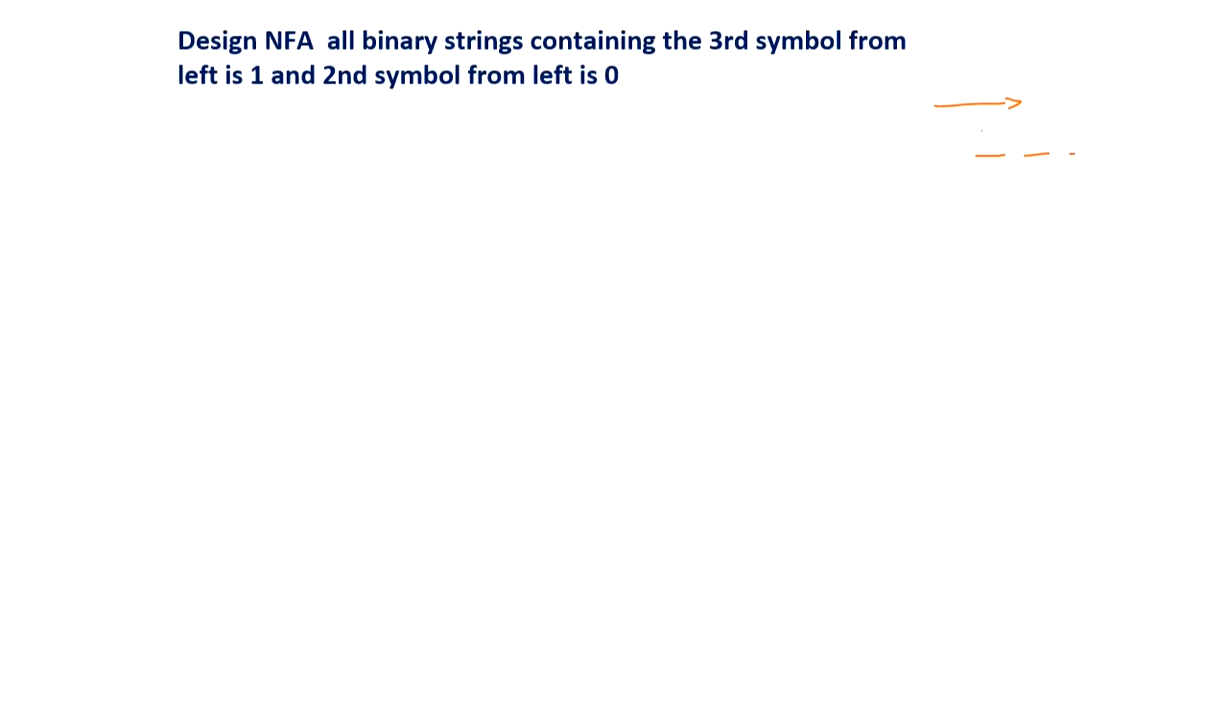 Design NFA all binary strings containing the 3rd symbol from
left is 1 and 2nd symbol from left is 0